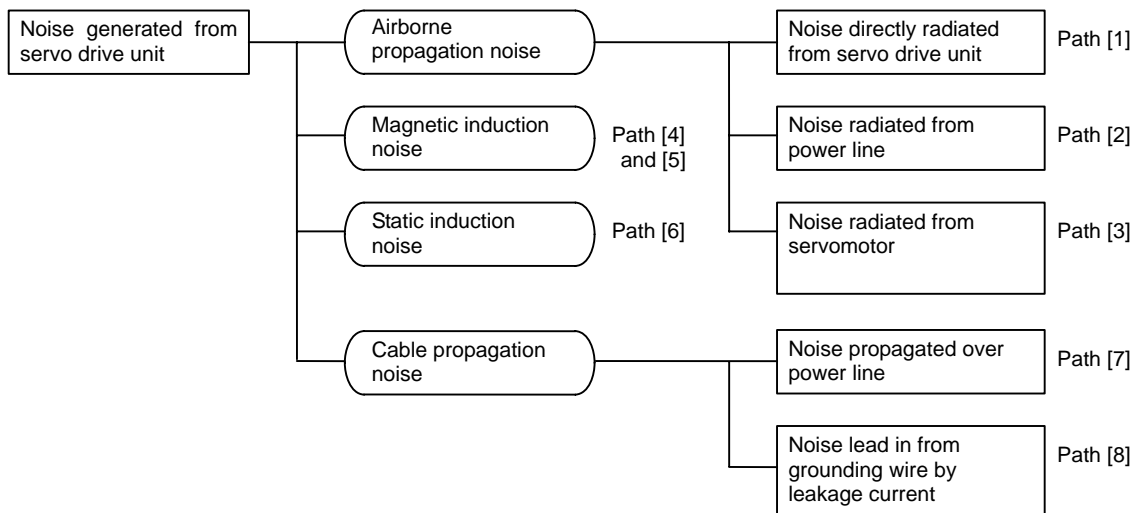 Noise generated from
servo drive unit
Airborne
propagation noise
Noise directly radiated
from servo drive unit
Path [1]
Magnetic induction
noise
Path [4]
and [5]
Noise radiated from
power line
Path [2]
Static induction
noise
Path [6]
Noise radiated from
servomotor
Path [3]
Cable propagation
noise
Noise propagated over
power line
Path [7]
Noise lead in from
grounding wire by
leakage current
Path [8]